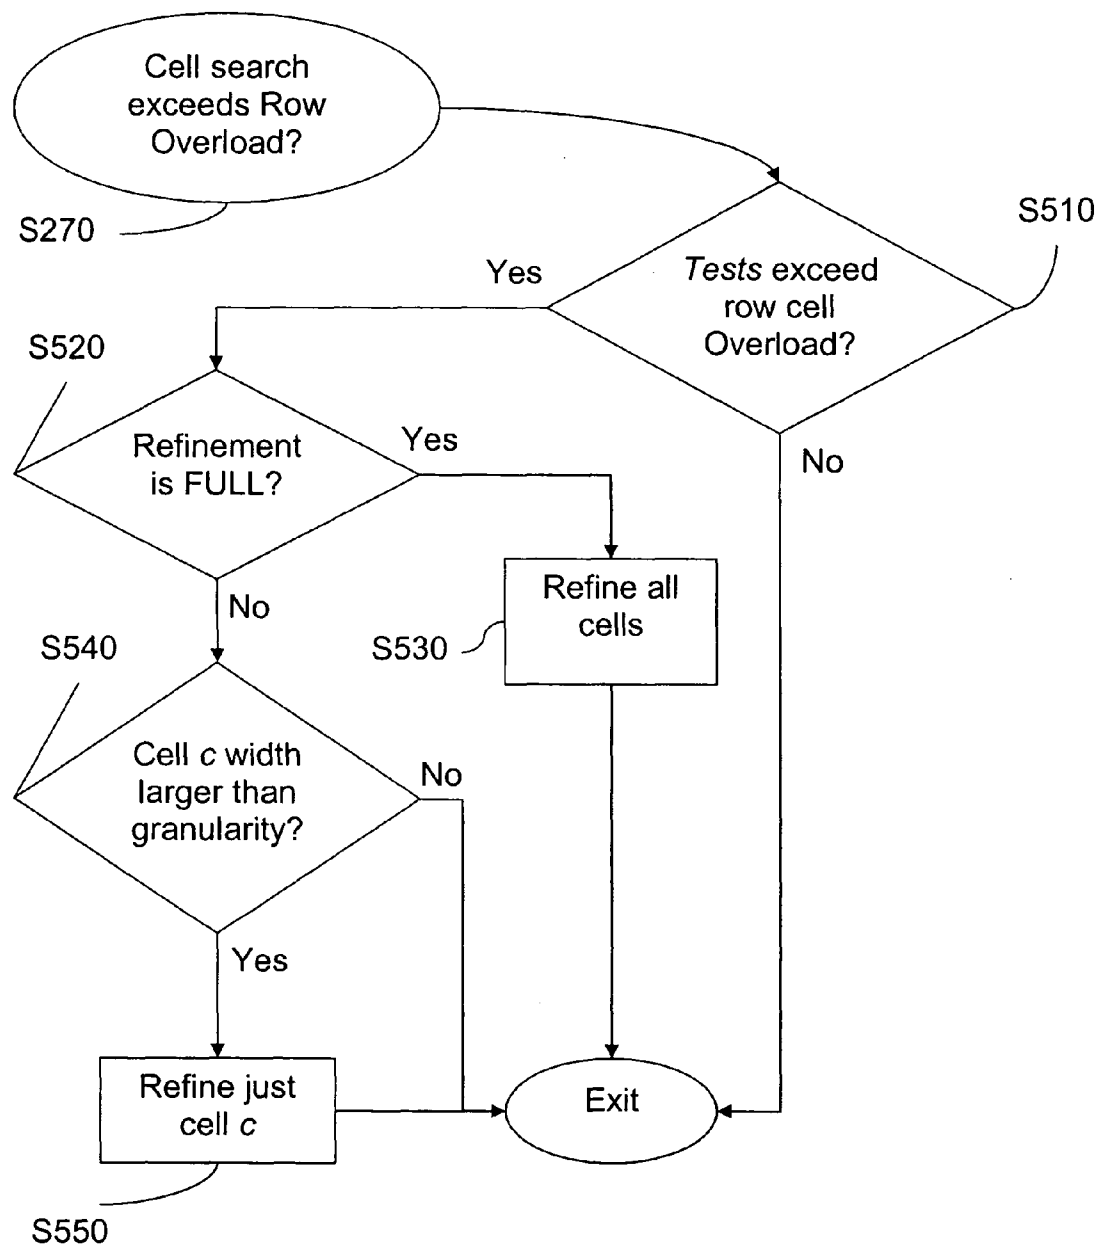 Cell search
exceeds Row
Overload?
S270
S510
Tests exceed
row cell
Overload?
Yes
No
S520
Refinement
is FULL?
Yes
No
Refine all
cells
S530
S540
Cell c width
larger than
granularity?
No
Yes
Refine just
cell c
S550
Exit